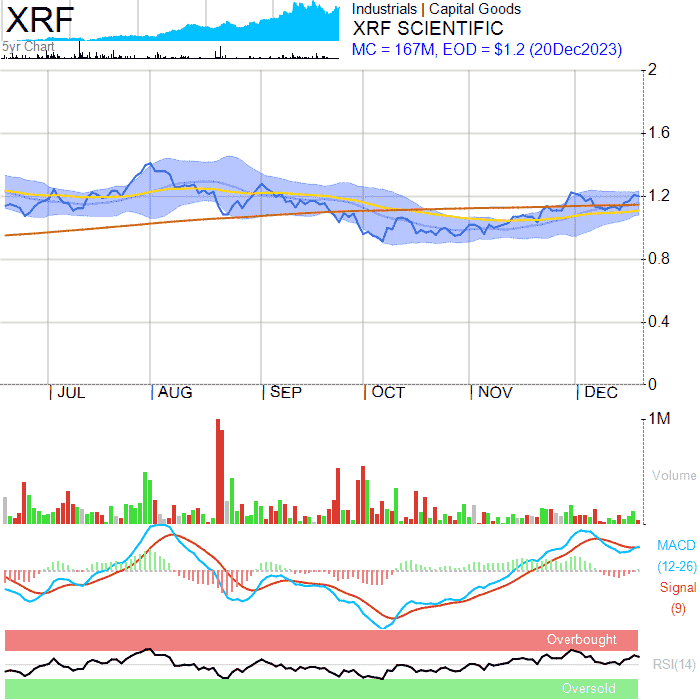 XRF
5yr Chart
Industrials | Capital Goods
XRF SCIENTIFIC
MC = 167M, EOD = $1.2 (20Dec2023)
2
1.6
1.2
0.8
0.4
0
JUL AUG SEP OCT NOV DEC
1M
Volume
MACD
(12-26)
Signal
(9)
Overbought
RSI(14)
Oversold